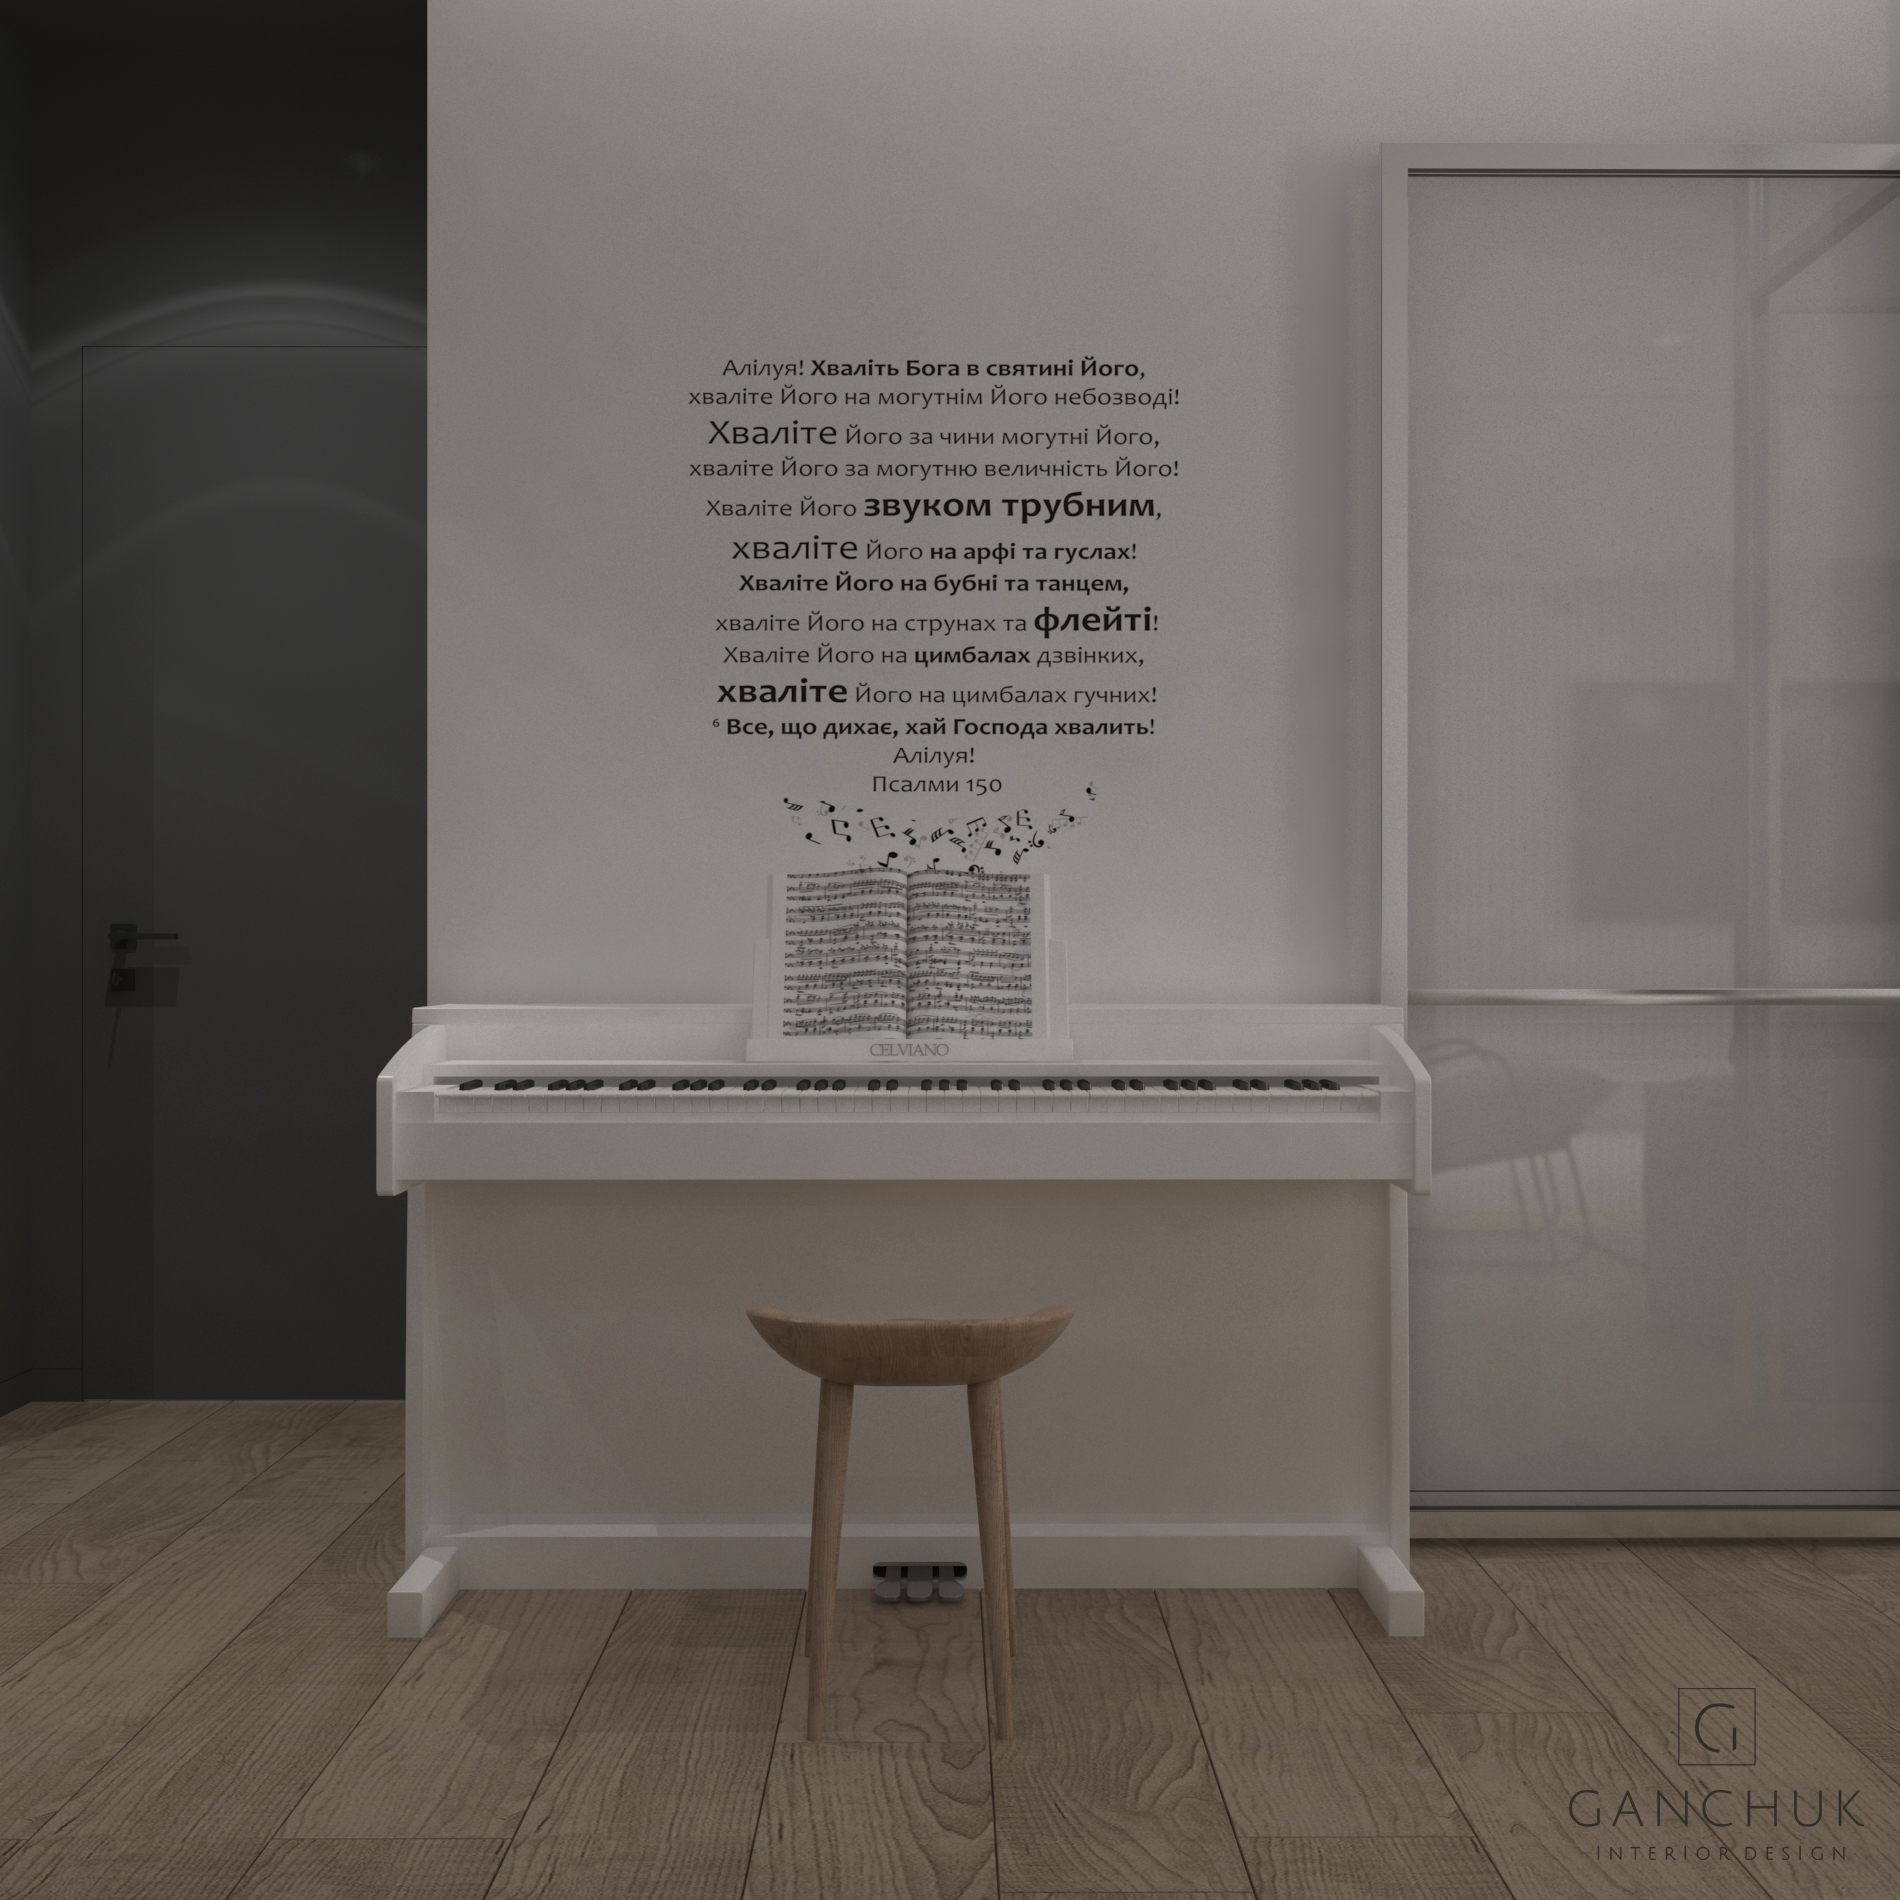 Алілуя! Хваліть Бога в святині Його,
хваліте Його на могутнім Його небозводі!
Хваліте Його за чини могутні Його,
хваліте Його за могутню величність Його!
Хваліте Його звуком трубним,
хваліте Його на арфі та гуслах!
Хваліте Його на бубні та танцем,
хваліте Його на струнах та флейті!
Хваліте Його на цимбалах дзвінких,
хваліте Його на цимбалах гучних!
⁶ Все, що дихає, хай Господа хвалить!
Алілуя!
Псалми 150
CELVIANO
G
GANCHUK
INTERIOR DESIGN